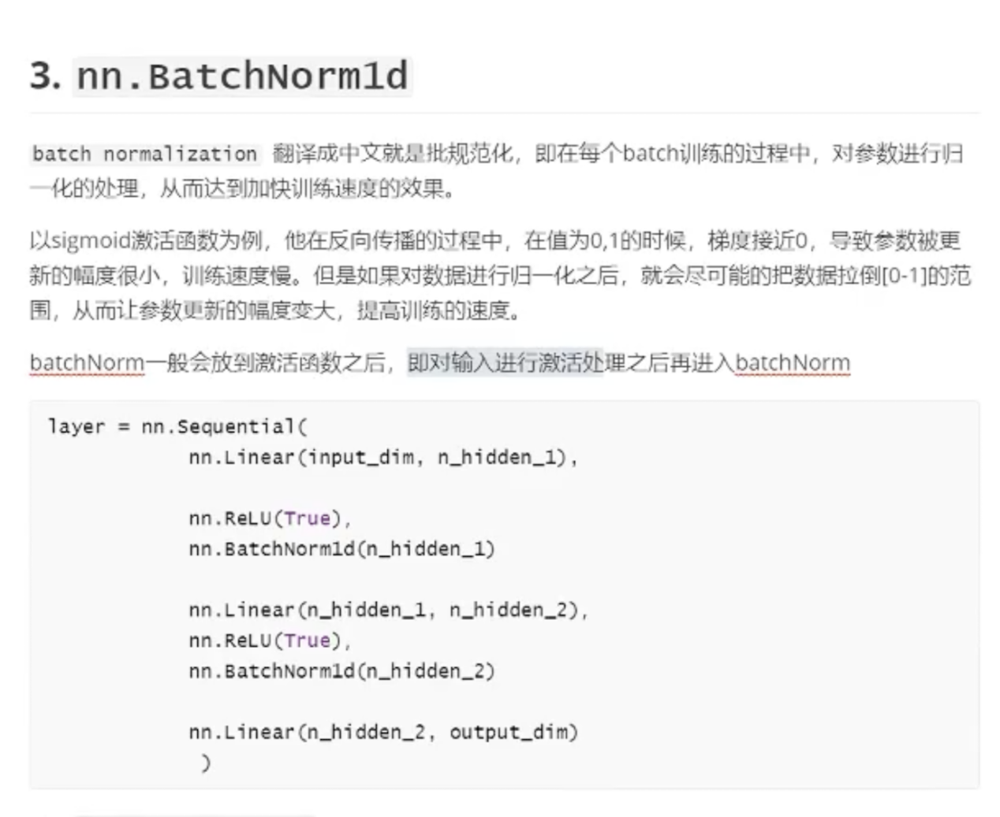 3. nn.BatchNorm1d
batch normalization 翻译成中文就是批规范化，即在每个batch训练的过程中，对参数进行归
一化的处理，从而达到加快训练速度的效果。
以sigmoid激活函数为例，他在反向传播的过程中，在值为0,1的时候，梯度接近0，导致参数被更
新的幅度很小，训练速度慢。但是如果对数据进行归一化之后，就会尽可能的把数据拉倒[0-1]的范
围，从而让参数更新的幅度变大，提高训练的速度。
batchNorm一般会放到激活函数之后，即对输入进行激活处理之后再进入batchNorm
layer = nn.Sequential(
nn.Linear(input_dim, n_hidden_1),
nn.ReLU(True),
nn.BatchNorm1d(n_hidden_1)
nn.Linear(n_hidden_1, n_hidden_2),
nn.ReLU(True),
nn.BatchNorm1d(n_hidden_2)
nn.Linear(n_hidden_2, output_dim)
)